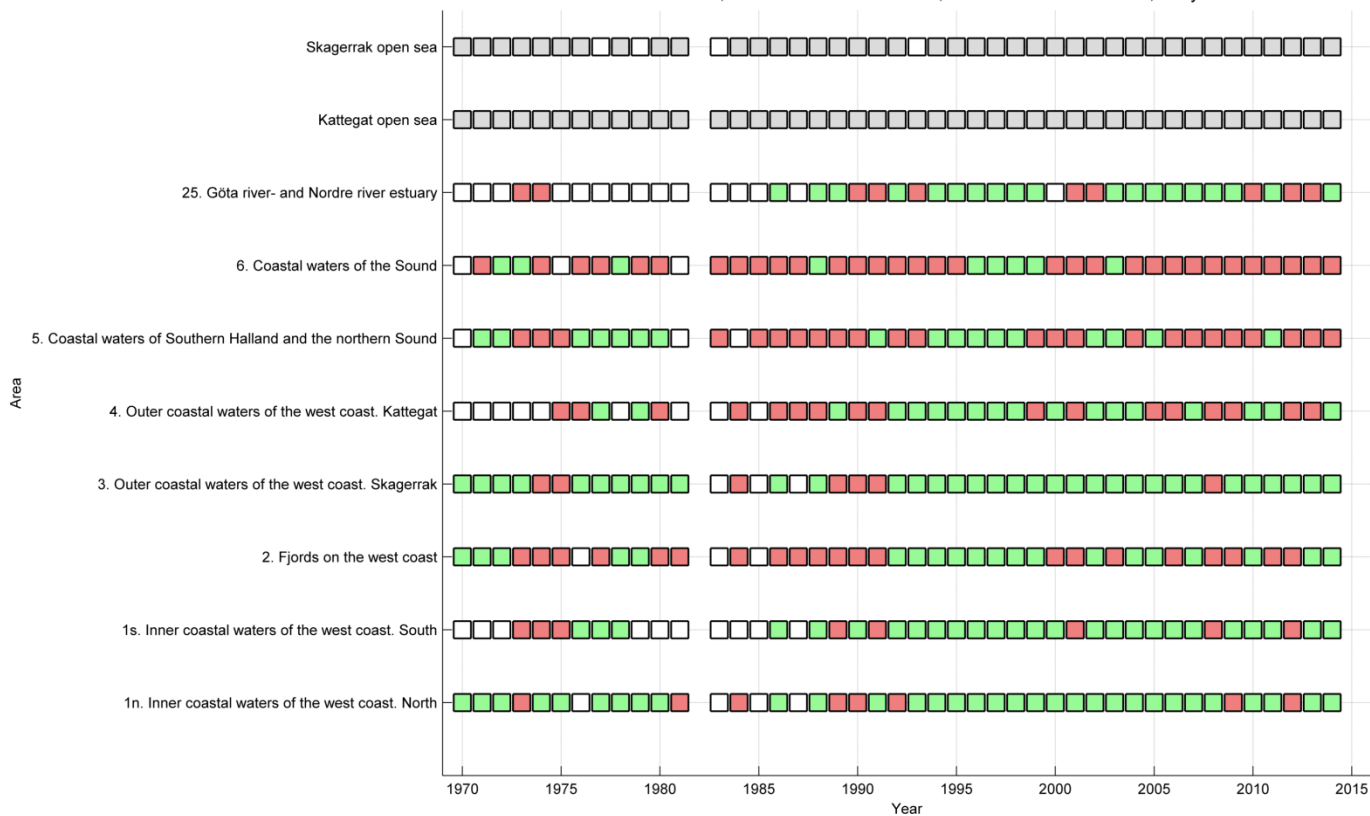 Skagerrak open sea
Kattegat open sea
25. Göta river- and Nordre river estuary
6. Coastal waters of the Sound
5. Coastal waters of Southern Halland and the northern Sound
4. Outer coastal waters of the west coast. Kattegat
3. Outer coastal waters of the west coast. Skagerrak
2. Fjords on the west coast
1s. Inner coastal waters of the west coast. South
1n. Inner coastal waters of the west coast. North
Area
1970 1975 1980 1985 1990 1995 2000 2005 2010 2015
Year